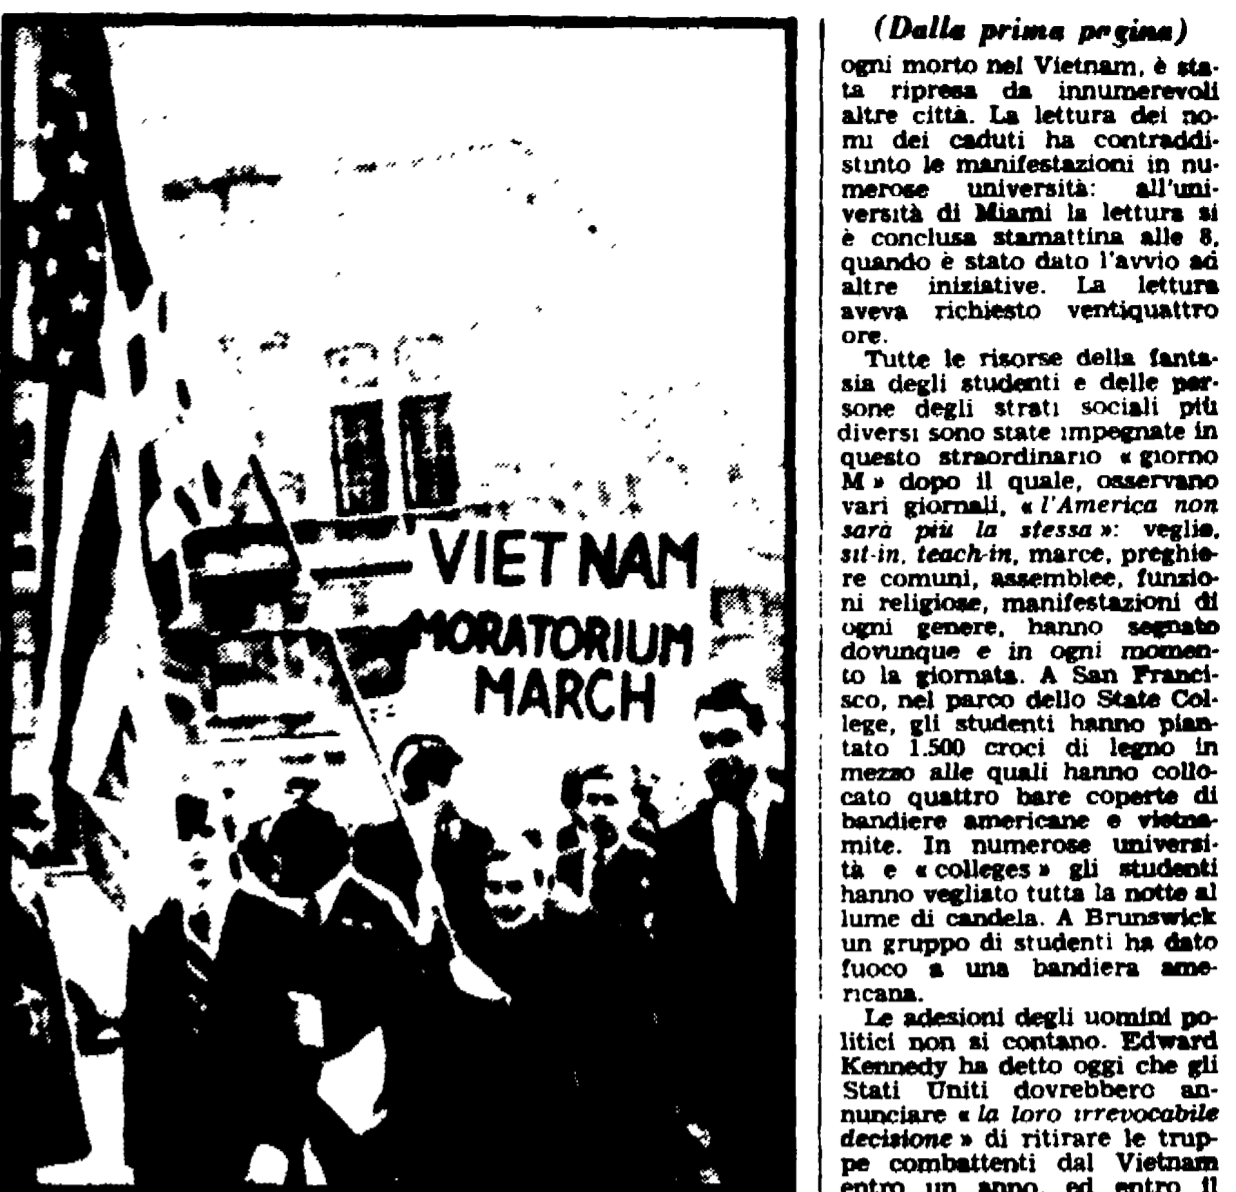 VIET NAM
MORATORIUM
MARCH
(Dalla prima pagina)
ogni morto nel Vietnam, è sta-
ta ripresa da innumerevoli
altre città. La lettura dei no-
mi dei caduti ha contraddi-
stinto le manifestazioni in nu-
merose università: all'uni-
versità di Miami la lettura si
è conclusa stamattina alle 8,
quando è stato dato l'avvio ad
altre iniziative. La lettura
aveva richiesto ventiquattro
ore.
Tutte le risorse della fanta-
sia degli studenti e delle per-
sone degli strati sociali più
diversi sono state impegnate in
questo straordinario « giorno
M » dopo il quale, osservano
vari giornali, « l'America non
sarà più la stessa »: veglie,
sit-in, teach-in, marce, preghie-
re comuni, assemblee, funzio-
ni religiose, manifestazioni di
ogni genere, hanno segnato
dovunque e in ogni momen-
to la giornata. A San Franci-
sco, nel parco dello State Col-
lege, gli studenti hanno pian-
tato 1.500 croci di legno in
mezzo alle quali hanno collo-
cato quattro bare coperte di
bandiere americane e vietna-
mite. In numerose universi-
tà e « colleges » gli studenti
hanno vegliato tutta la notte al
lume di candela. A Brunswick
un gruppo di studenti ha dato
fuoco a una bandiera ame-
ricana.
Le adesioni degli uomini po-
litici non si contano. Edward
Kennedy ha detto oggi che gli
Stati Uniti dovrebbero an-
nunciare « la loro irrevocabile
decisione » di ritirare le trup-
pe combattenti dal Vietnam
entro un anno, ed entro il